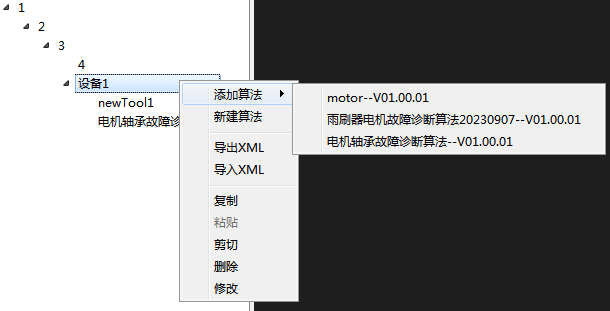 1
2
3
4
设备1
newTool1
电机轴承故障诊
添加算法
新建算法
导出XML
导入XML
复制
粘贴
剪切
删除
修改
motor--V01.00.01
雨刷器电机故障诊断算法20230907--V01.00.01
电机轴承故障诊断算法--V01.00.01